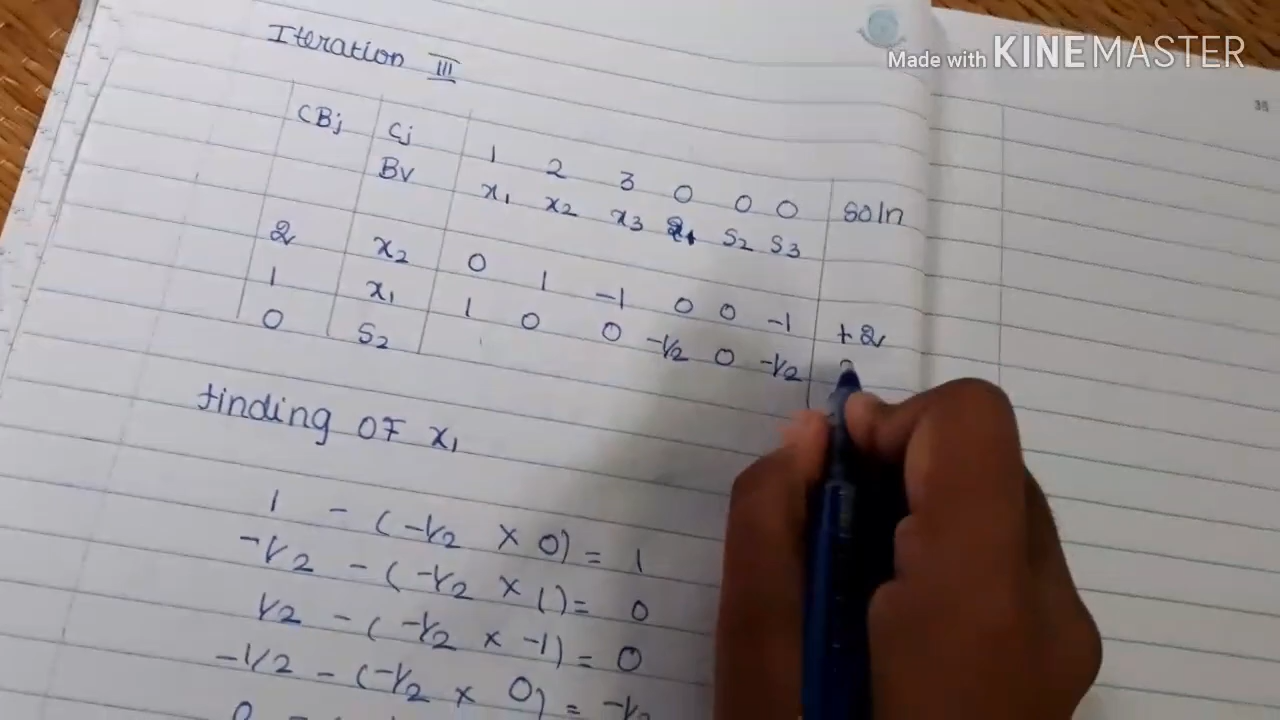 Made with KINEMASTER
36
Iteration III
CBj Cj 1 2 3 0 0 0 soln
Bv x1 x2 x3 S2 S3
2 x2 0 1 -1 0 0 -1 +2
1 x1 1 0 0 -1/2 0 -1/2
0 S2
finding of x1
1 - (-1/2 × 0) = 1
-1/2 - (-1/2 × 1) = 0
1/2 - (-1/2 × -1) = 0
-1/2 - (-1/2 × 0) = -1/2
0